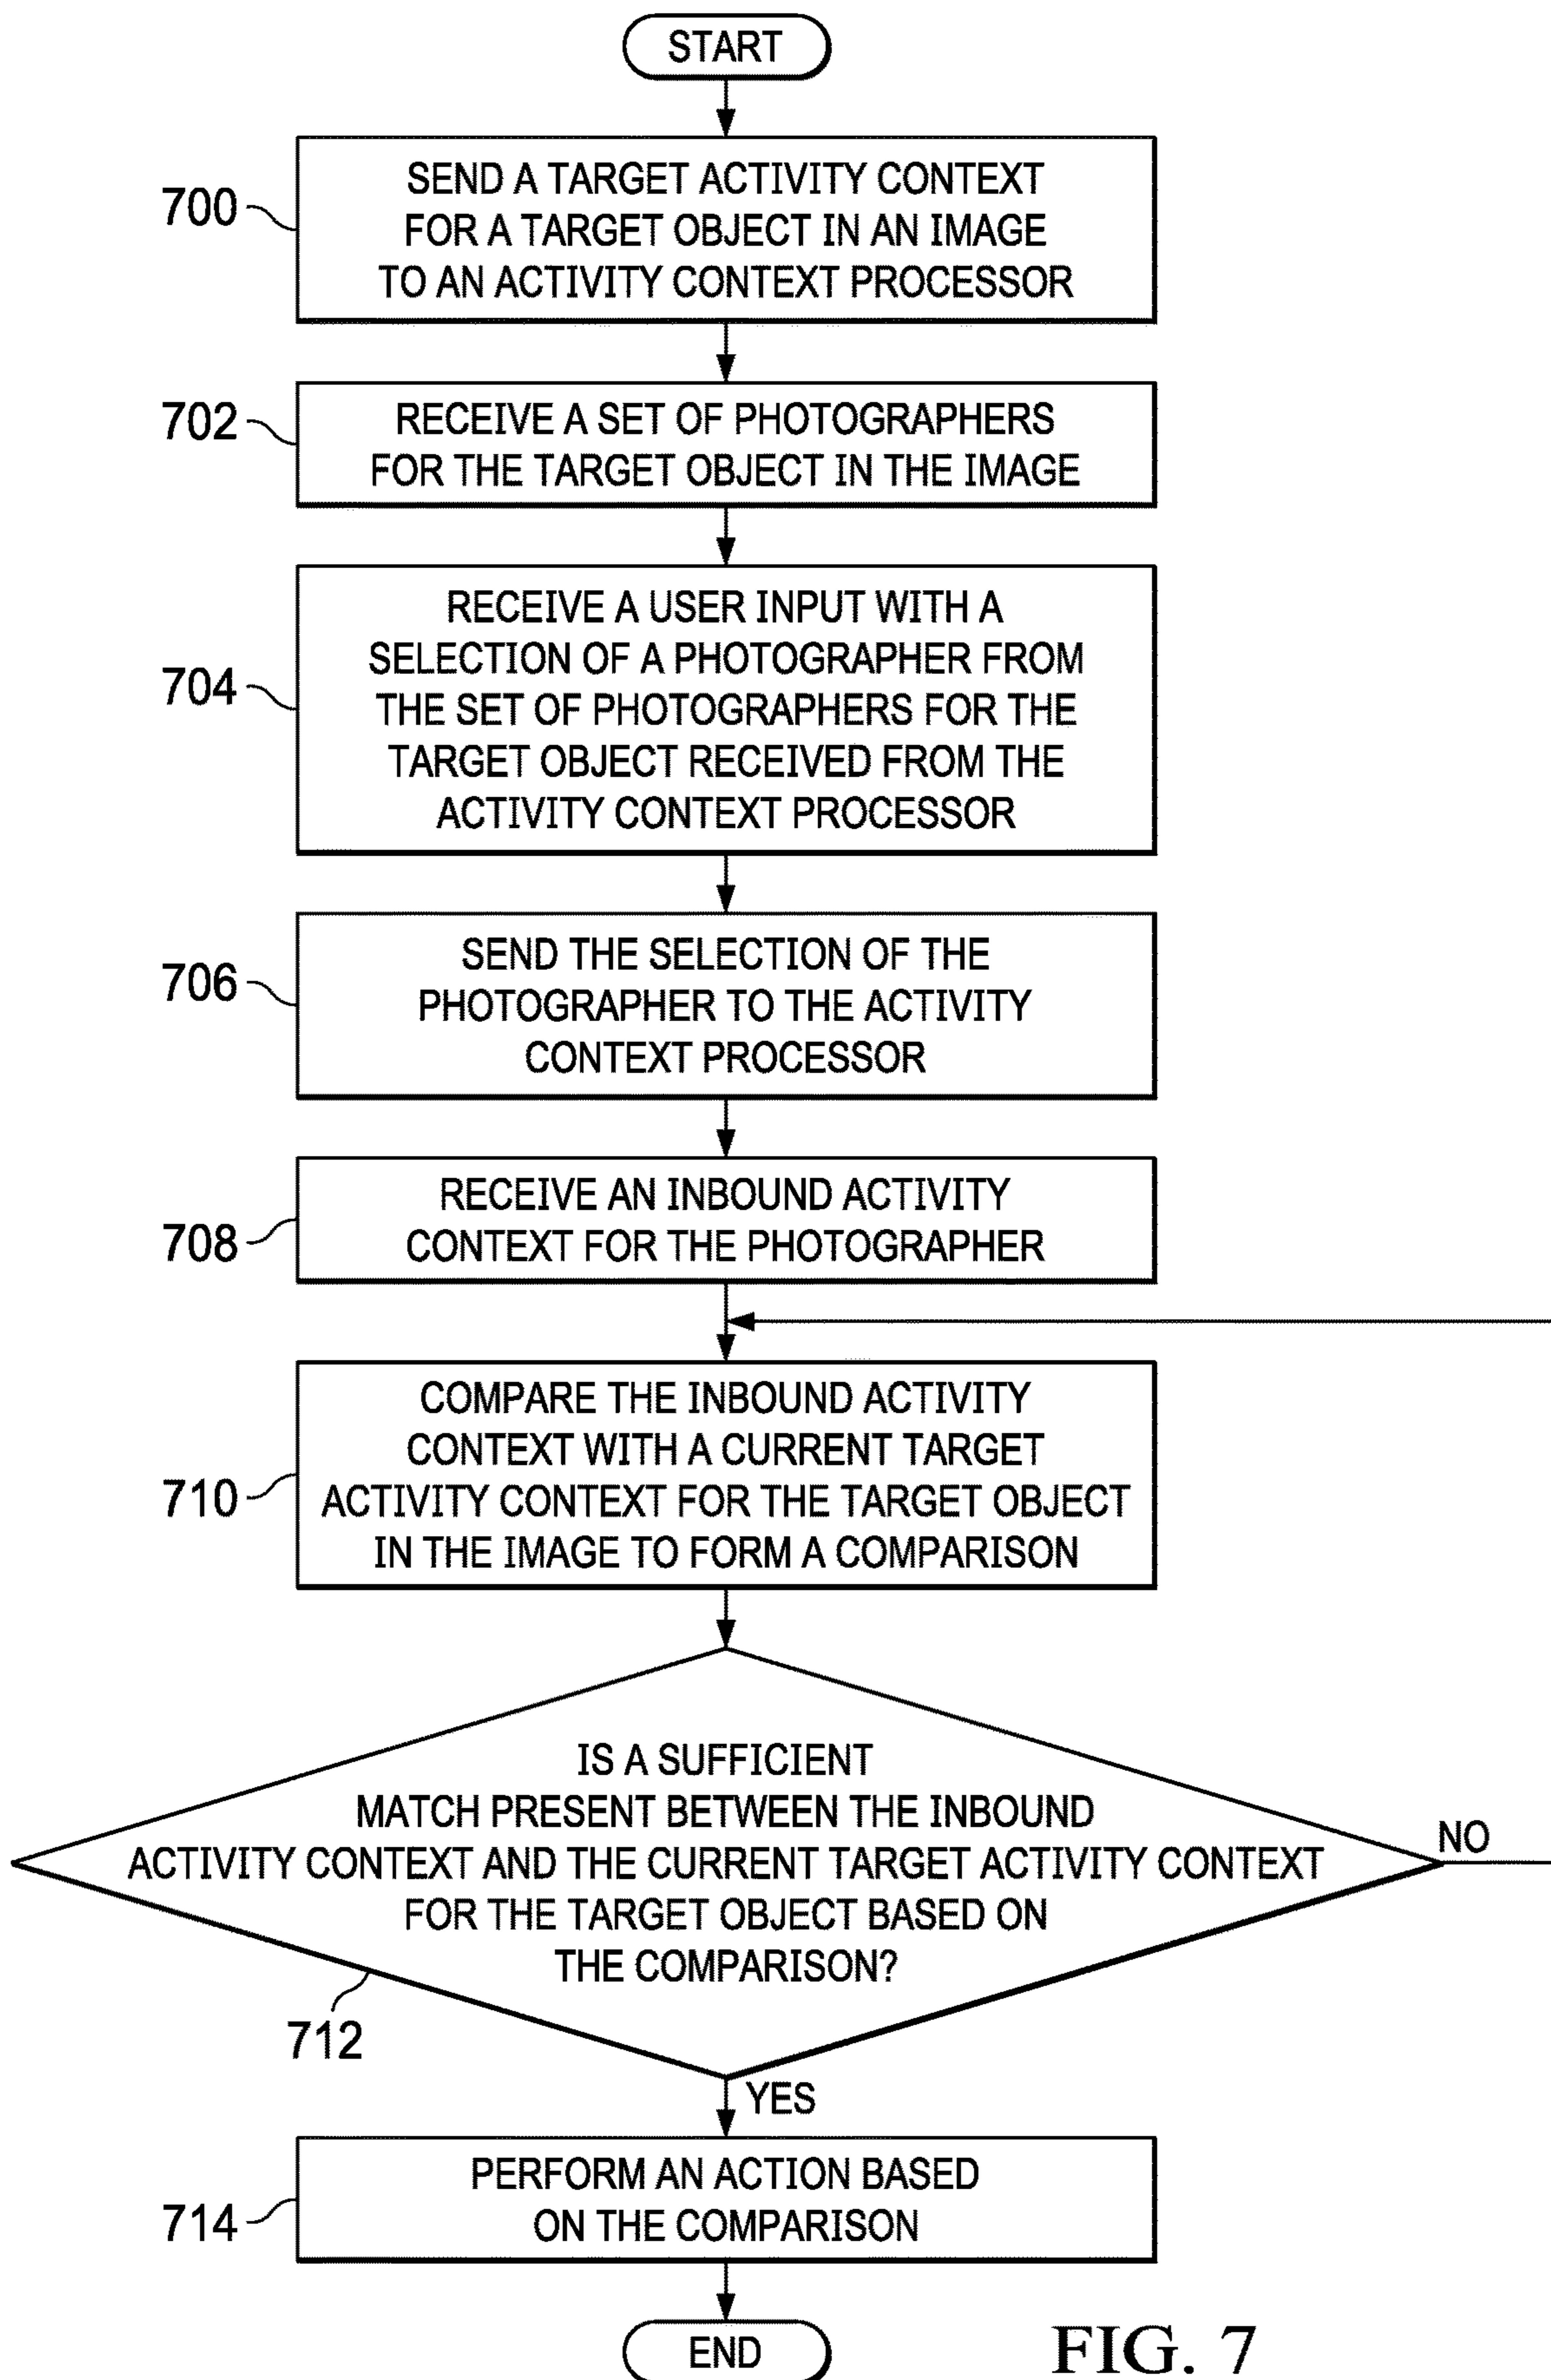 START
700
SEND A TARGET ACTIVITY CONTEXT
FOR A TARGET OBJECT IN AN IMAGE
TO AN ACTIVITY CONTEXT PROCESSOR
702
RECEIVE A SET OF PHOTOGRAPHERS
FOR THE TARGET OBJECT IN THE IMAGE
704
RECEIVE A USER INPUT WITH A
SELECTION OF A PHOTOGRAPHER FROM
THE SET OF PHOTOGRAPHERS FOR THE
TARGET OBJECT RECEIVED FROM THE
ACTIVITY CONTEXT PROCESSOR
706
SEND THE SELECTION OF THE
PHOTOGRAPHER TO THE ACTIVITY
CONTEXT PROCESSOR
708
RECEIVE AN INBOUND ACTIVITY
CONTEXT FOR THE PHOTOGRAPHER
710
COMPARE THE INBOUND ACTIVITY
CONTEXT WITH A CURRENT TARGET
ACTIVITY CONTEXT FOR THE TARGET OBJECT
IN THE IMAGE TO FORM A COMPARISON
IS A SUFFICIENT
MATCH PRESENT BETWEEN THE INBOUND
ACTIVITY CONTEXT AND THE CURRENT TARGET ACTIVITY CONTEXT
FOR THE TARGET OBJECT BASED ON
THE COMPARISON?
NO
712
YES
714
PERFORM AN ACTION BASED
ON THE COMPARISON
END
FIG. 7